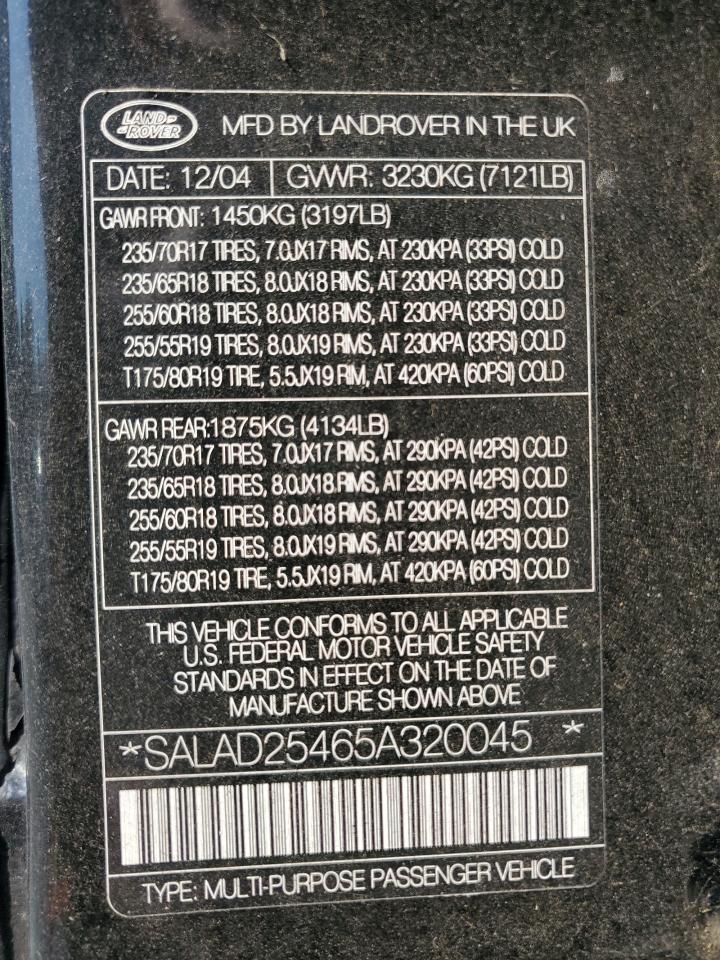 LAND-
-ROVER
MFD BY LANDROVER IN THE UK
DATE: 12/04 GVWR: 3230KG (7121LB)
GAWR FRONT: 1450KG (3197LB)
235/70R17 TIRES, 7.0JX17 RIMS, AT 230KPA (33PSI) COLD
235/65R18 TIRES, 8.0JX18 RIMS, AT 230KPA (33PSI) COLD
255/60R18 TIRES, 8.0JX18 RIMS, AT 230KPA (33PSI) COLD
255/55R19 TIRES, 8.0JX19 RIMS, AT 230KPA (33PSI) COLD
T175/80R19 TIRE, 5.5JX19 RIM, AT 420KPA (60PSI) COLD
GAWR REAR:1875KG (4134LB)
235/70R17 TIRES, 7.0JX17 RIMS, AT 290KPA (42PSI) COLD
235/65R18 TIRES, 8.0JX18 RIMS, AT 290KPA (42PSI) COLD
255/60R18 TIRES, 8.0JX18 RIMS, AT 290KPA (42PSI) COLD
255/55R19 TIRES, 8.0JX19 RIMS, AT 290KPA (42PSI) COLD
T175/80R19 TIRE, 5.5JX19 RIM, AT 420KPA (60PSI) COLD
THIS VEHICLE CONFORMS TO ALL APPLICABLE
U.S. FEDERAL MOTOR VEHICLE SAFETY
STANDARDS IN EFFECT ON THE DATE OF
MANUFACTURE SHOWN ABOVE
*SALAD25465A320045 *
TYPE: MULTI-PURPOSE PASSENGER VEHICLE